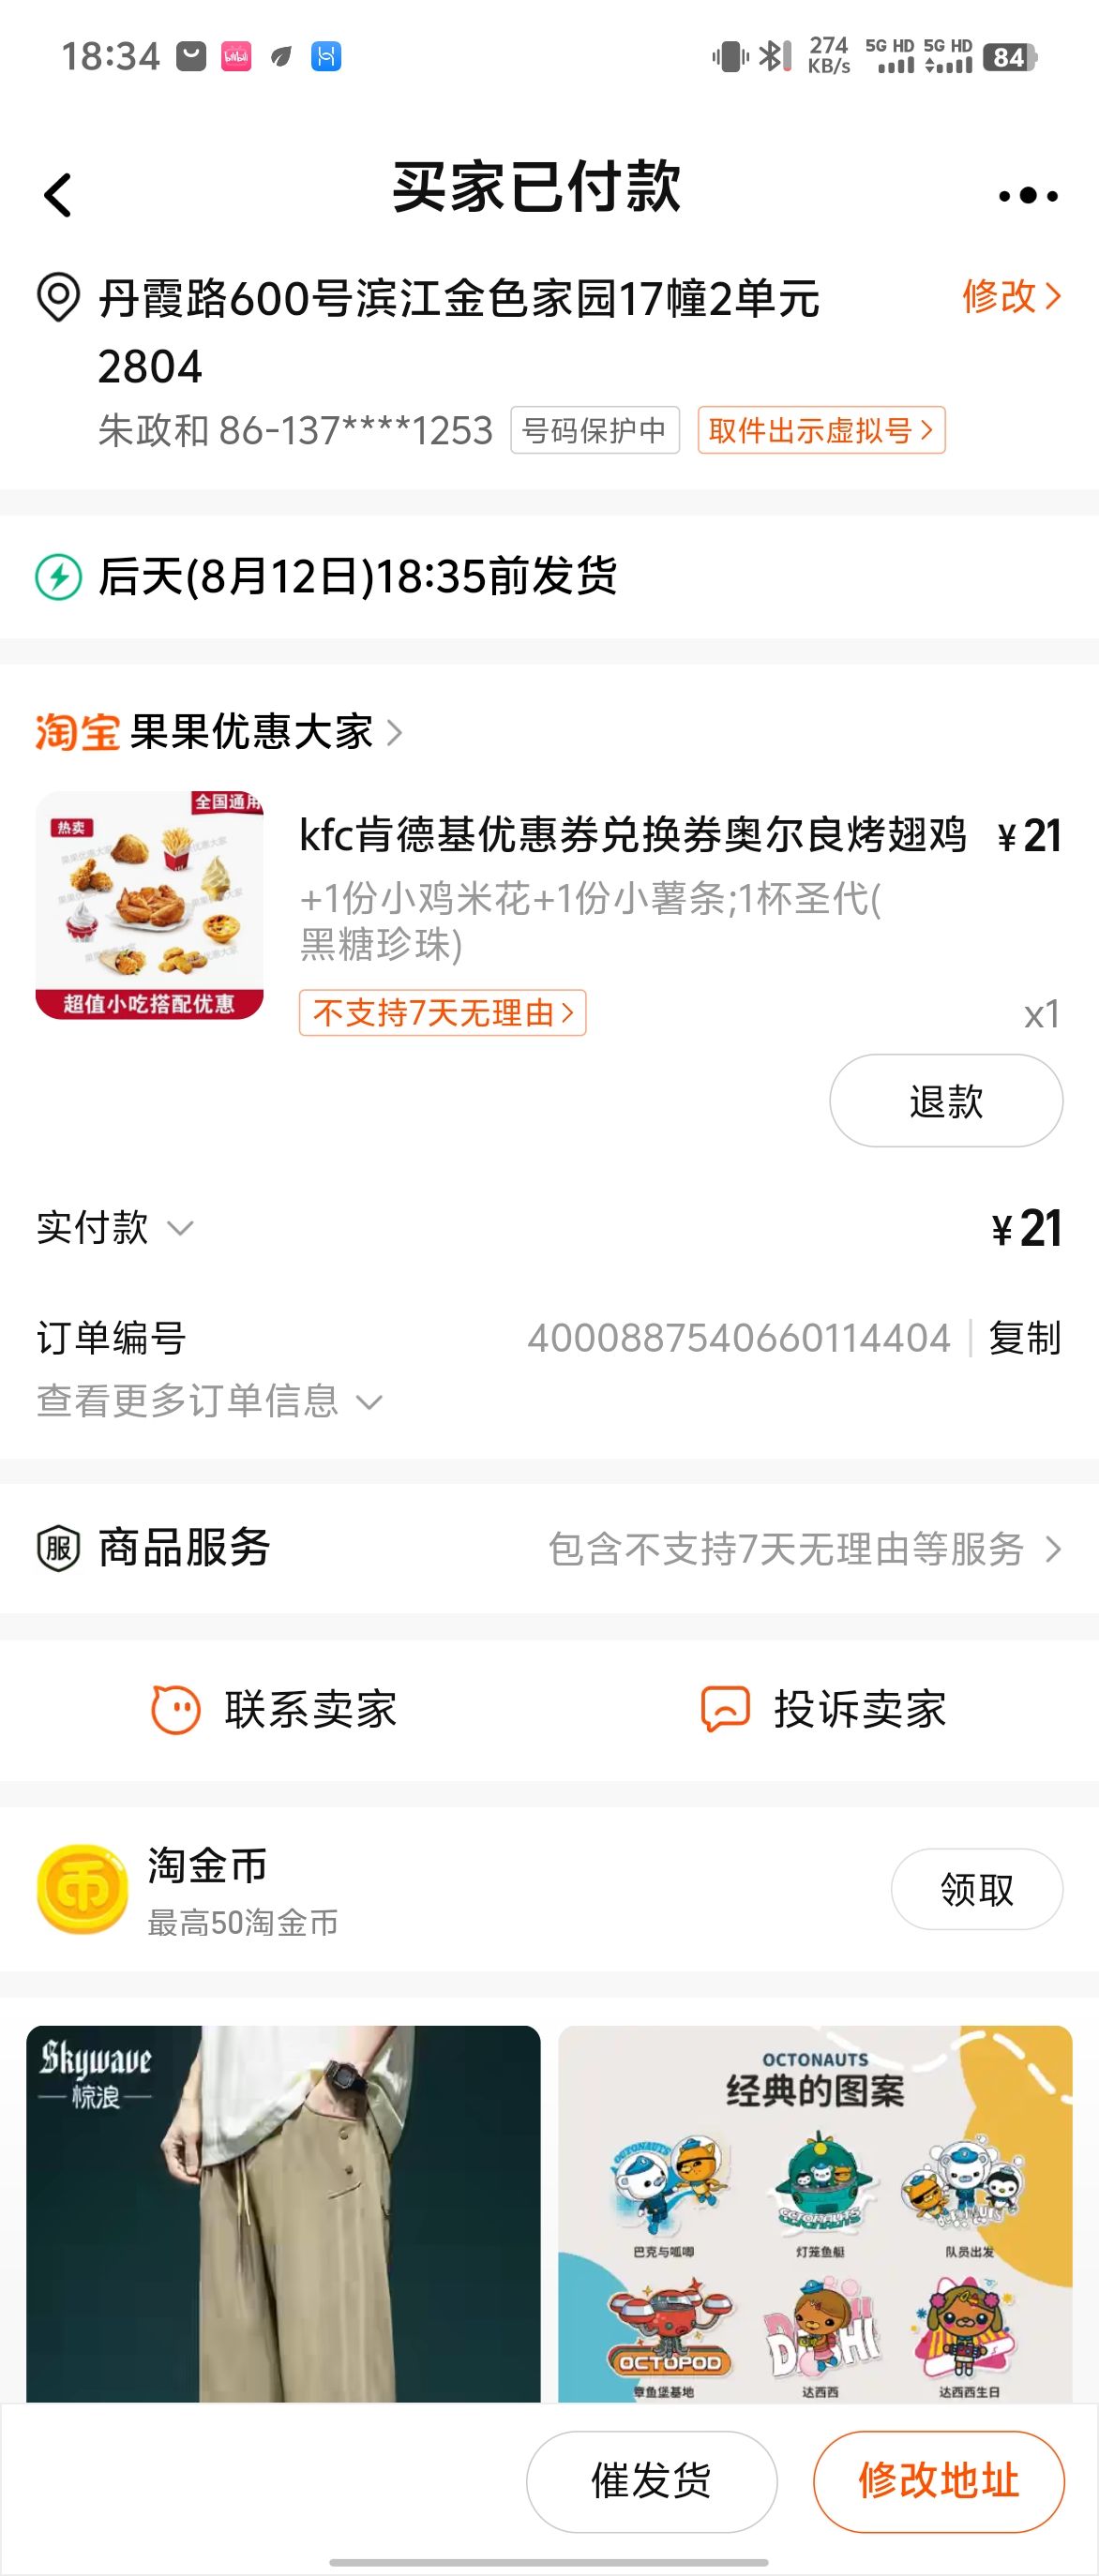 18:34
bilibili
274
KB/s
5G HD 5G HD
84
买家已付款
丹霞路600号滨江金色家园17幢2单元
2804
修改
朱政和 86-137****1253 号码保护中 取件出示虚拟号
后天(8月12日)18:35前发货
淘宝 果果优惠大家
全国通用
热卖
果果优惠大家
超值小吃搭配优惠
kfc肯德基优惠券兑换券奥尔良烤翅鸡 ¥21
+1份小鸡米花+1份小薯条;1杯圣代(
黑糖珍珠)
不支持7天无理由
x1
退款
实付款 ¥21
订单编号 4000887540660114404 复制
查看更多订单信息
服 商品服务 包含不支持7天无理由等服务
联系卖家 投诉卖家
币
淘金币
最高50淘金币
领取
Skywave
惊浪
OCTONAUTS
经典的图案
OCTONAUTS
巴克与呱唧 灯笼鱼艇 队员出发
OCTOPOD
章鱼堡基地 达西西 达西西生日
催发货 修改地址